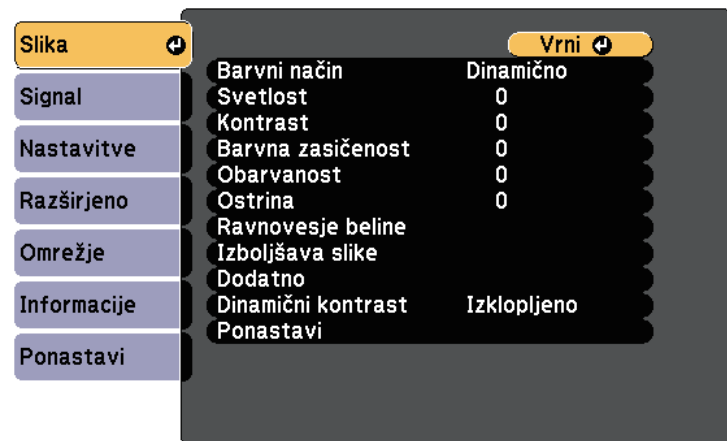 Slika
Signal
Nastavitve
Razširjeno
Omrežje
Informacije
Ponastavi
Vrni
Barvni način Dinamično
Svetlost 0
Kontrast 0
Barvna zasičenost 0
Obarvanost 0
Ostrina 0
Ravnovesje beline
Izboljšava slike
Dodatno
Dinamični kontrast Izklopljeno
Ponastavi